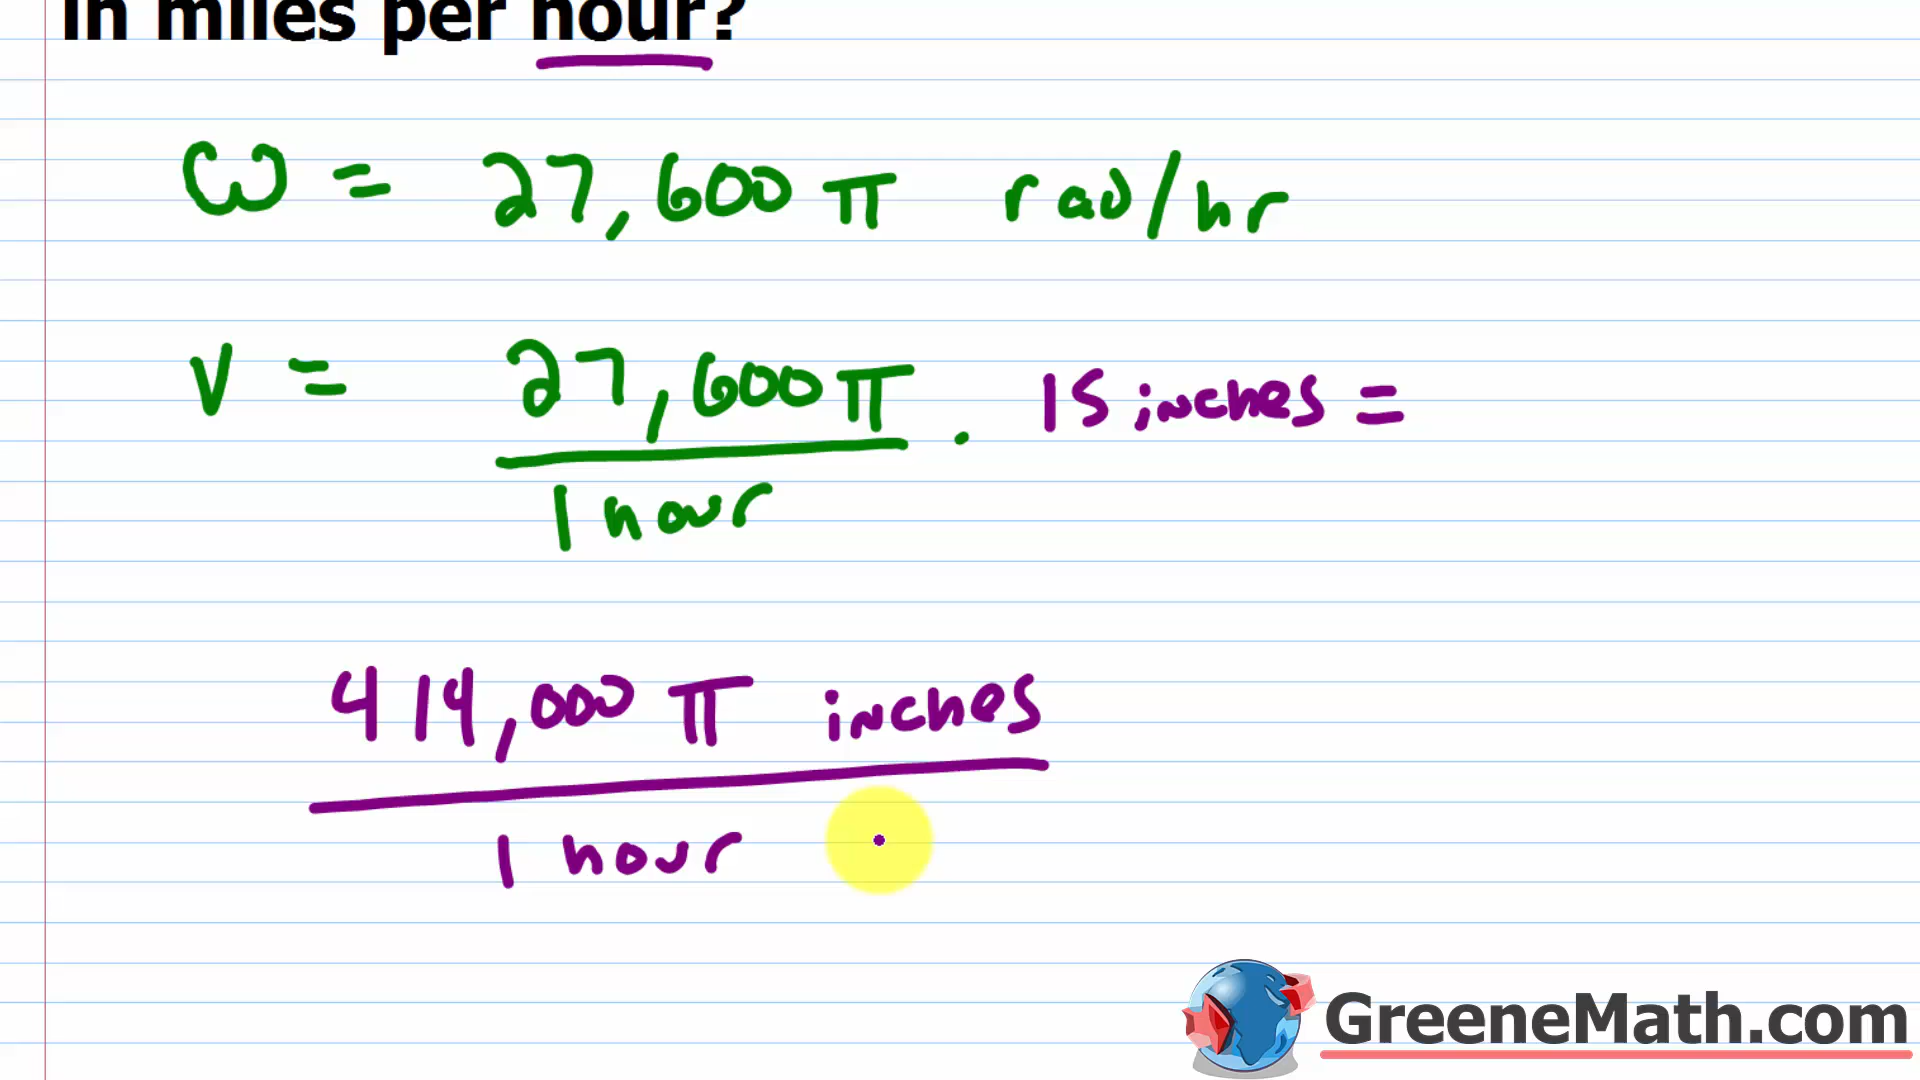 in miles per hour?
ω = 27,600 π rad/hr
v = 27,600 π / 1 hour · 15 inches =
414,000 π inches
1 hour
GreeneMath.com